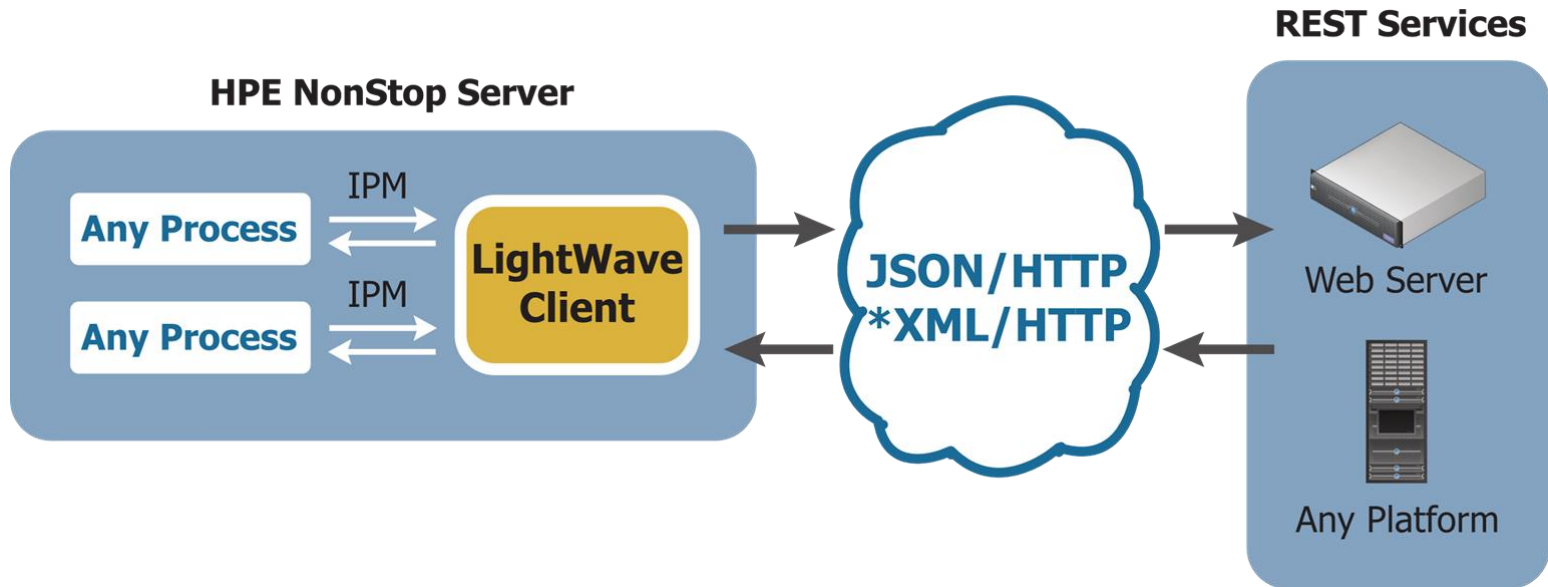 REST Services
HPE NonStop Server
IPM
Any Process
LightWave
Client
IPM
Any Process
JSON/HTTP
*XML/HTTP
Web Server
Any Platform